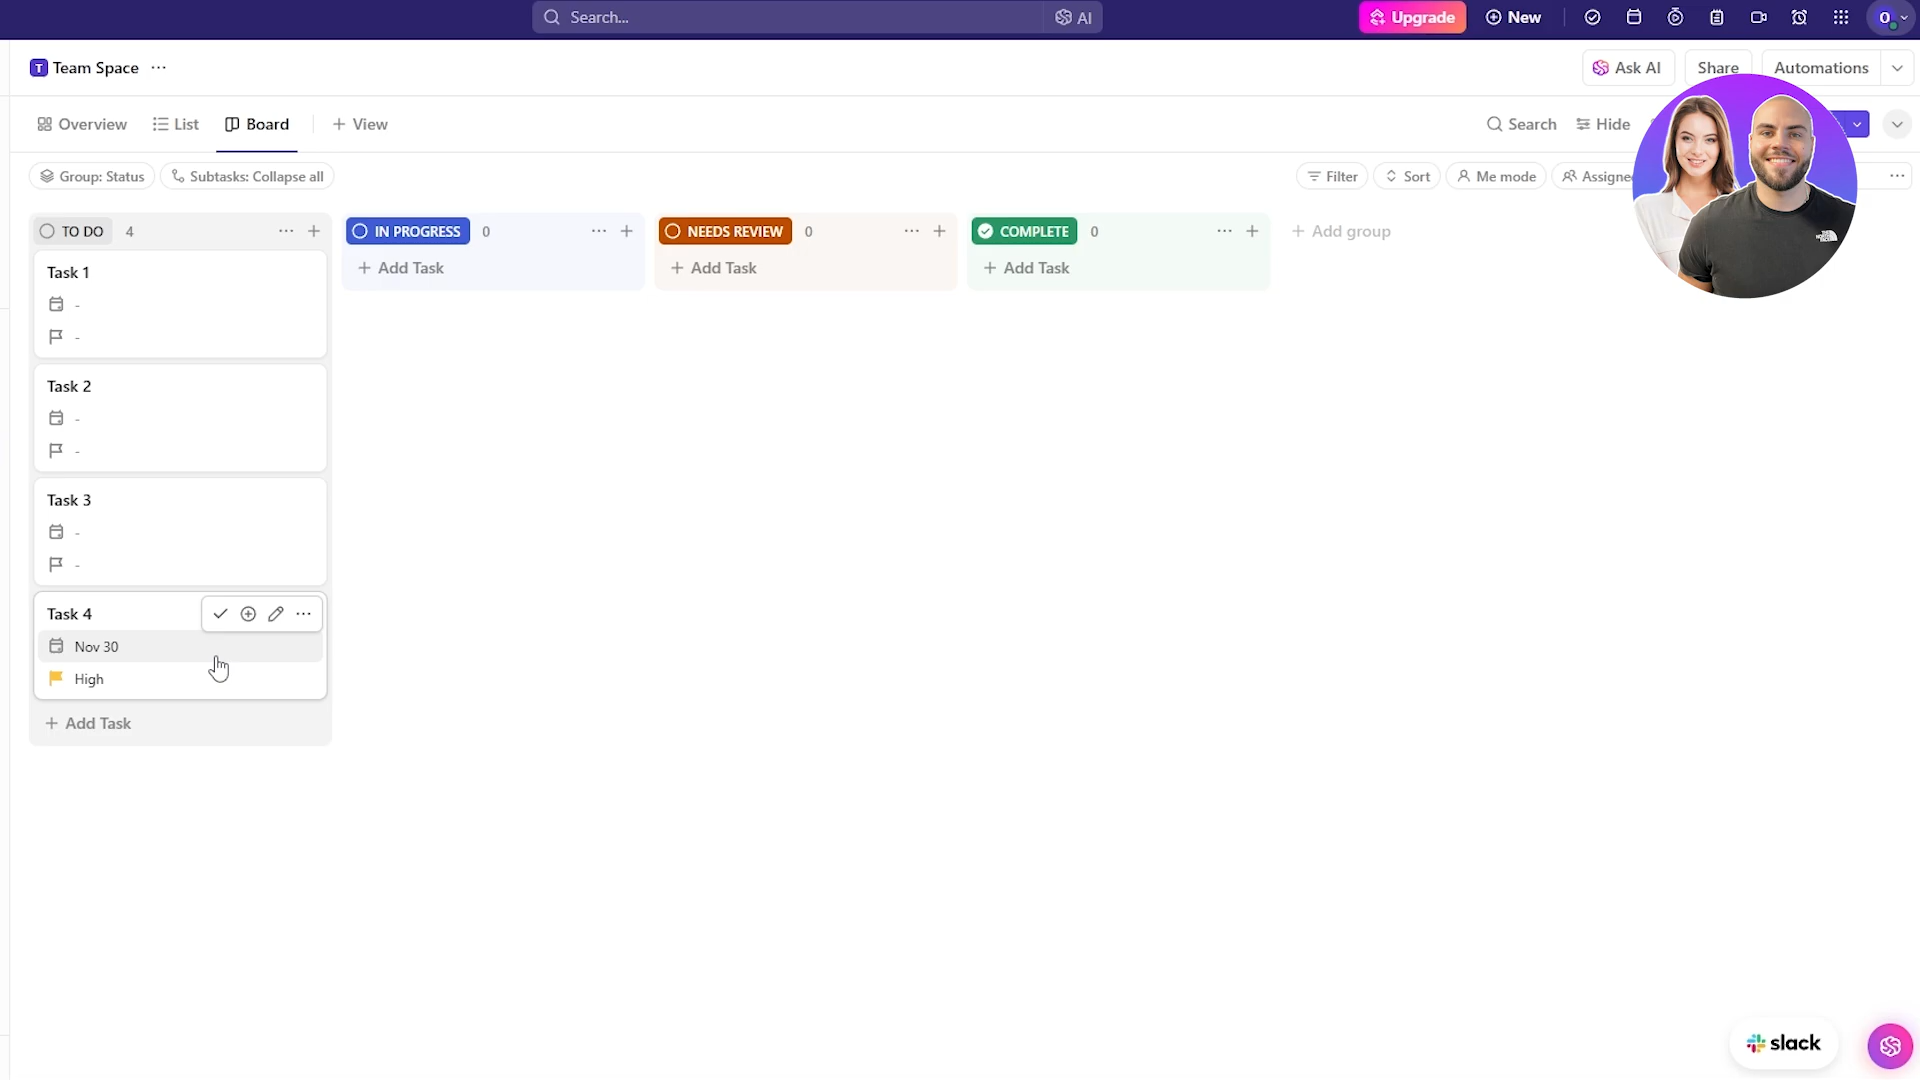 Search...
AI
Upgrade
New
O
T Team Space
Ask AI
Share
Automations
Overview
List
Board
+ View
Search
Hide
Group: Status
Subtasks: Collapse all
Filter
Sort
Me mode
TO DO 4
IN PROGRESS 0
NEEDS REVIEW 0
COMPLETE 0
+ Add group
+ Add Task
+ Add Task
+ Add Task
Task 1
-
-
Task 2
-
-
Task 3
-
-
Task 4
Nov 30
High
+ Add Task
slack